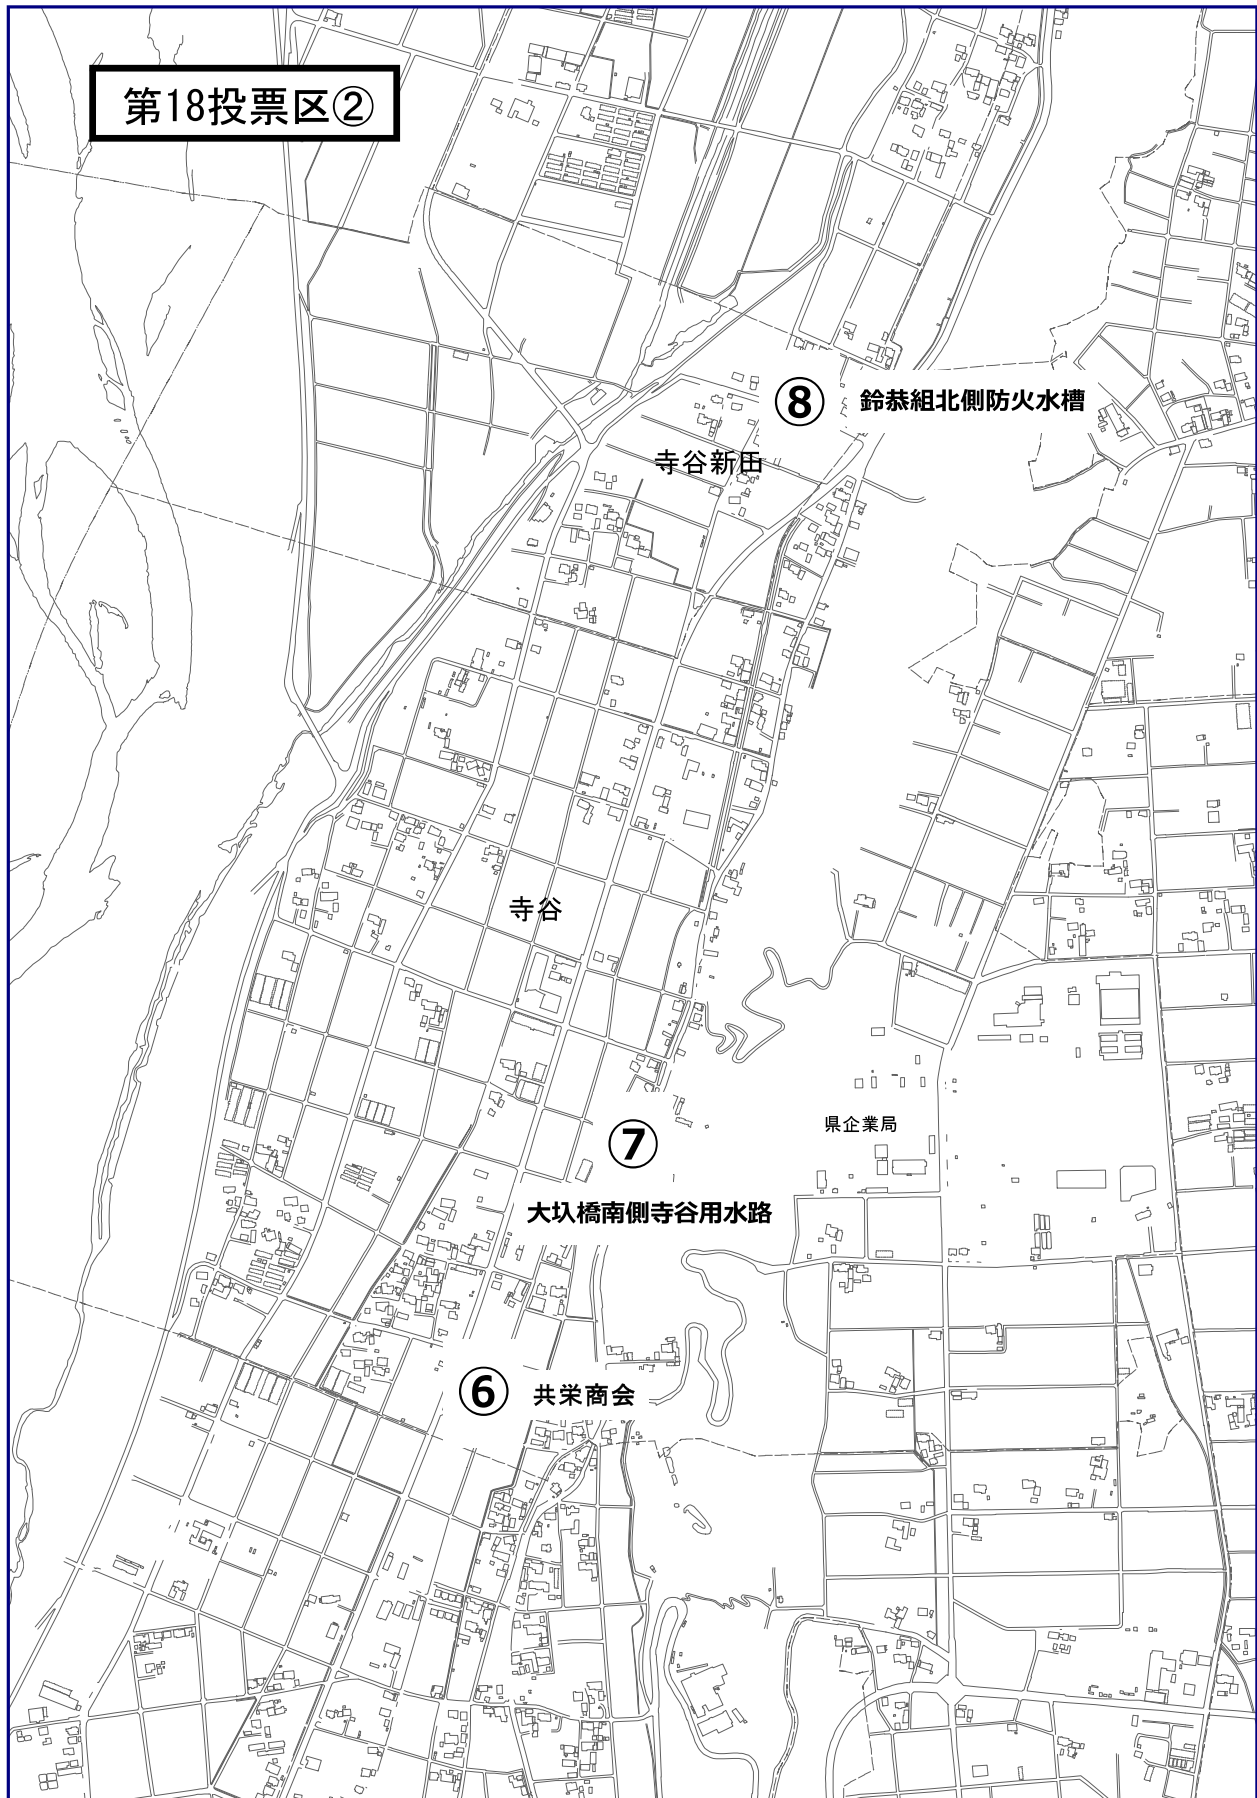 第18投票区②
⑧ 鈴恭組北側防火水槽
寺谷新田
寺谷
⑦
県企業局
大圦橋南側寺谷用水路
⑥ 共栄商会